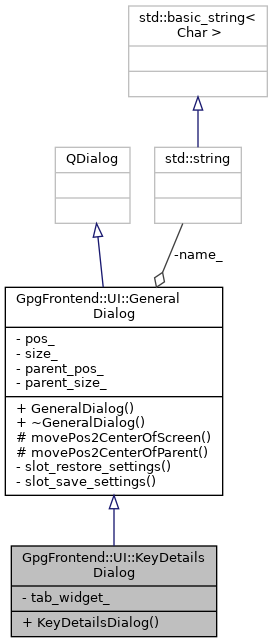 std::basic_string<
Char >
QDialog
std::string
-name_
GpgFrontend::UI::General
Dialog
- pos_
- size_
- parent_pos_
- parent_size_
+ GeneralDialog()
+ ~GeneralDialog()
# movePos2CenterOfScreen()
# movePos2CenterOfParent()
- slot_restore_settings()
- slot_save_settings()
GpgFrontend::UI::KeyDetails
Dialog
- tab_widget_
+ KeyDetailsDialog()